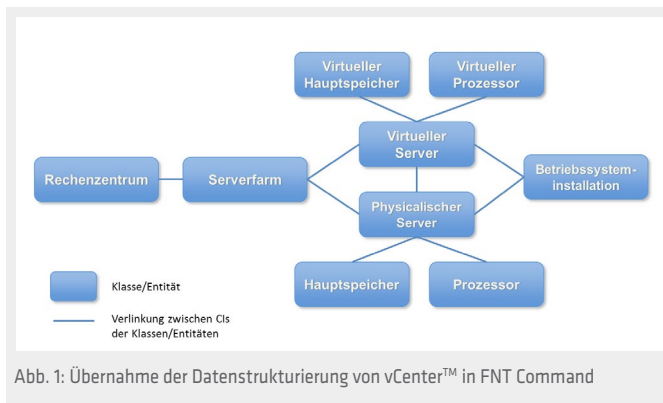 Virtueller
Hauptspeicher
Virtueller
Prozessor
Virtueller
Server
Rechenzentrum
Serverfarm
Betriebssystem-
installation
Physicalischer
Server
Hauptspeicher
Prozessor
Klasse/Entität
Verlinkung zwischen CIs
der Klassen/Entitäten
Abb. 1: Übernahme der Datenstrukturierung von vCenter™ in FNT Command